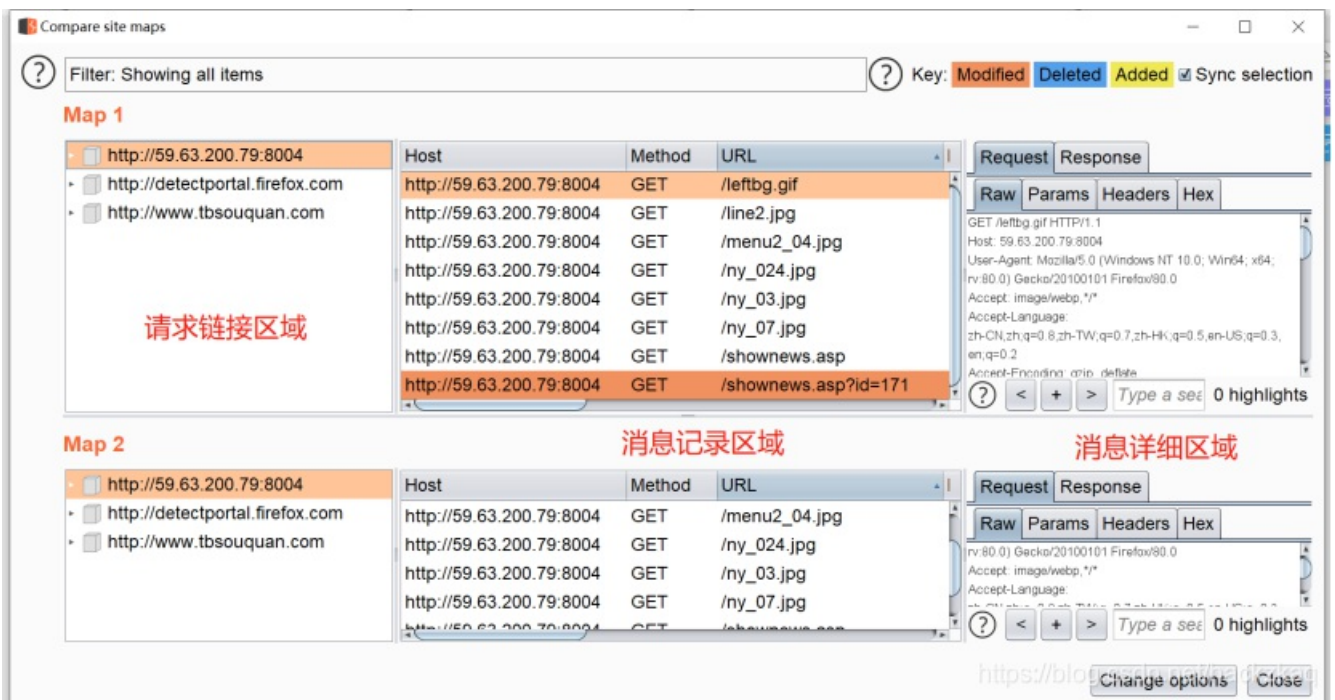 Compare site maps
Filter: Showing all items
Key: Modified Deleted Added Sync selection
Map 1
http://59.63.200.79:8004
http://detectportal.firefox.com
http://www.tbsouquan.com
请求链接区域
Host Method URL
http://59.63.200.79:8004 GET /leftbg.gif
http://59.63.200.79:8004 GET /line2.jpg
http://59.63.200.79:8004 GET /menu2_04.jpg
http://59.63.200.79:8004 GET /ny_024.jpg
http://59.63.200.79:8004 GET /ny_03.jpg
http://59.63.200.79:8004 GET /ny_07.jpg
http://59.63.200.79:8004 GET /shownews.asp
http://59.63.200.79:8004 GET /shownews.asp?id=171
Request Response
Raw Params Headers Hex
GET /leftbg.gif HTTP/1.1
Host: 59.63.200.79:8004
User-Agent: Mozilla/5.0 (Windows NT 10.0; Win64; x64;
rv:80.0) Gecko/20100101 Firefox/80.0
Accept: image/webp,*/*
Accept-Language:
zh-CN,zh;q=0.8,zh-TW;q=0.7,zh-HK;q=0.5,en-US;q=0.3,
en;q=0.2
Accept-Encoding: gzip, deflate
? < + > Type a sea 0 highlights
Map 2
消息记录区域
消息详细区域
http://59.63.200.79:8004
http://detectportal.firefox.com
http://www.tbsouquan.com
Host Method URL
http://59.63.200.79:8004 GET /menu2_04.jpg
http://59.63.200.79:8004 GET /ny_024.jpg
http://59.63.200.79:8004 GET /ny_03.jpg
http://59.63.200.79:8004 GET /ny_07.jpg
Request Response
Raw Params Headers Hex
rv:80.0) Gecko/20100101 Firefox/80.0
Accept: image/webp,*/*
Accept-Language:
? < + > Type a sea 0 highlights
Change options Close